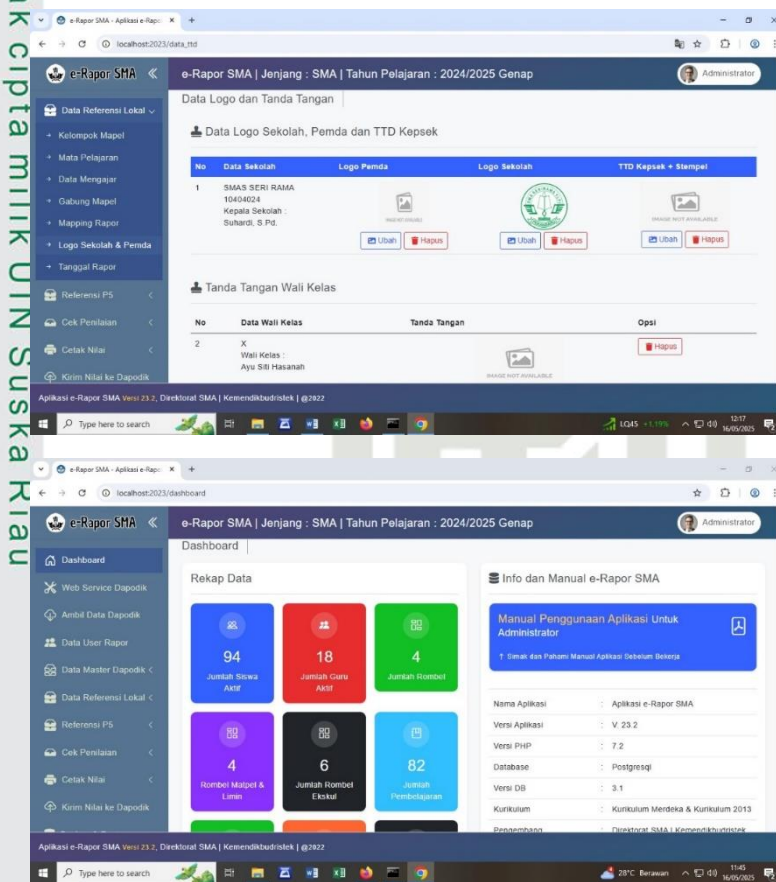 k cipta milik UIN Suska Riau
e-Rapor SMA - Aplikasi e-Rapo
localhost:2023/data_ttd
e-Rapor SMA
e-Rapor SMA | Jenjang : SMA | Tahun Pelajaran : 2024/2025 Genap
Administrator
Data Referensi Lokal
Kelompok Mapel
Mata Pelajaran
Data Mengajar
Gabung Mapel
Mapping Rapor
Logo Sekolah & Pemda
Tanggal Rapor
Referensi P5
Cek Penilaian
Cetak Nilai
Kirim Nilai ke Dapodik
Data Logo dan Tanda Tangan
Data Logo Sekolah, Pemda dan TTD Kepsek
No Data Sekolah Logo Pemda Logo Sekolah TTD Kepsek + Stempel
1 SMAS SERI RAMA
10404024
Kepala Sekolah :
Suhardi, S.Pd.
IMAGE NOT AVAILABLE
Ubah Hapus Ubah Hapus Ubah Hapus
Tanda Tangan Wali Kelas
No Data Wali Kelas Tanda Tangan Opsi
2 X
Wali Kelas :
Ayu Siti Hasanah
IMAGE NOT AVAILABLE
Hapus
Aplikasi e-Rapor SMA Versi 23.2, Direktorat SMA | Kemendikbudristek | @2022
Type here to search
LQ45 +1,19%
12:17
16/05/2025
e-Rapor SMA - Aplikasi e-Rapo
localhost:2023/dashboard
e-Rapor SMA
e-Rapor SMA | Jenjang : SMA | Tahun Pelajaran : 2024/2025 Genap
Administrator
Dashboard
Web Service Dapodik
Ambil Data Dapodik
Data User Rapor
Data Master Dapodik
Data Referensi Lokal
Referensi P5
Cek Penilaian
Cetak Nilai
Kirim Nilai ke Dapodik
Dashboard
Rekap Data
94
Jumlah Siswa
Aktif
18
Jumlah Guru
Aktif
4
Jumlah Rombel
4
Rombel Matpel &
Limin
6
Jumlah Rombel
Ekskul
82
Jumlah
Pembelajaran
Info dan Manual e-Rapor SMA
Manual Penggunaan Aplikasi Untuk
Administrator
Simak dan Pahami Manual Aplikasi Sebelum Bekerja
Nama Aplikasi : Aplikasi e-Rapor SMA
Versi Aplikasi : V. 23.2
Versi PHP : 7.2
Database : Postgresql
Versi DB : 3.1
Kurikulum : Kurikulum Merdeka & Kurikulum 2013
Pengembang : Direktorat SMA | Kemendikbudristek
Aplikasi e-Rapor SMA Versi 23.2, Direktorat SMA | Kemendikbudristek | @2022
Type here to search
28°C Berawan
11:45
16/05/2025